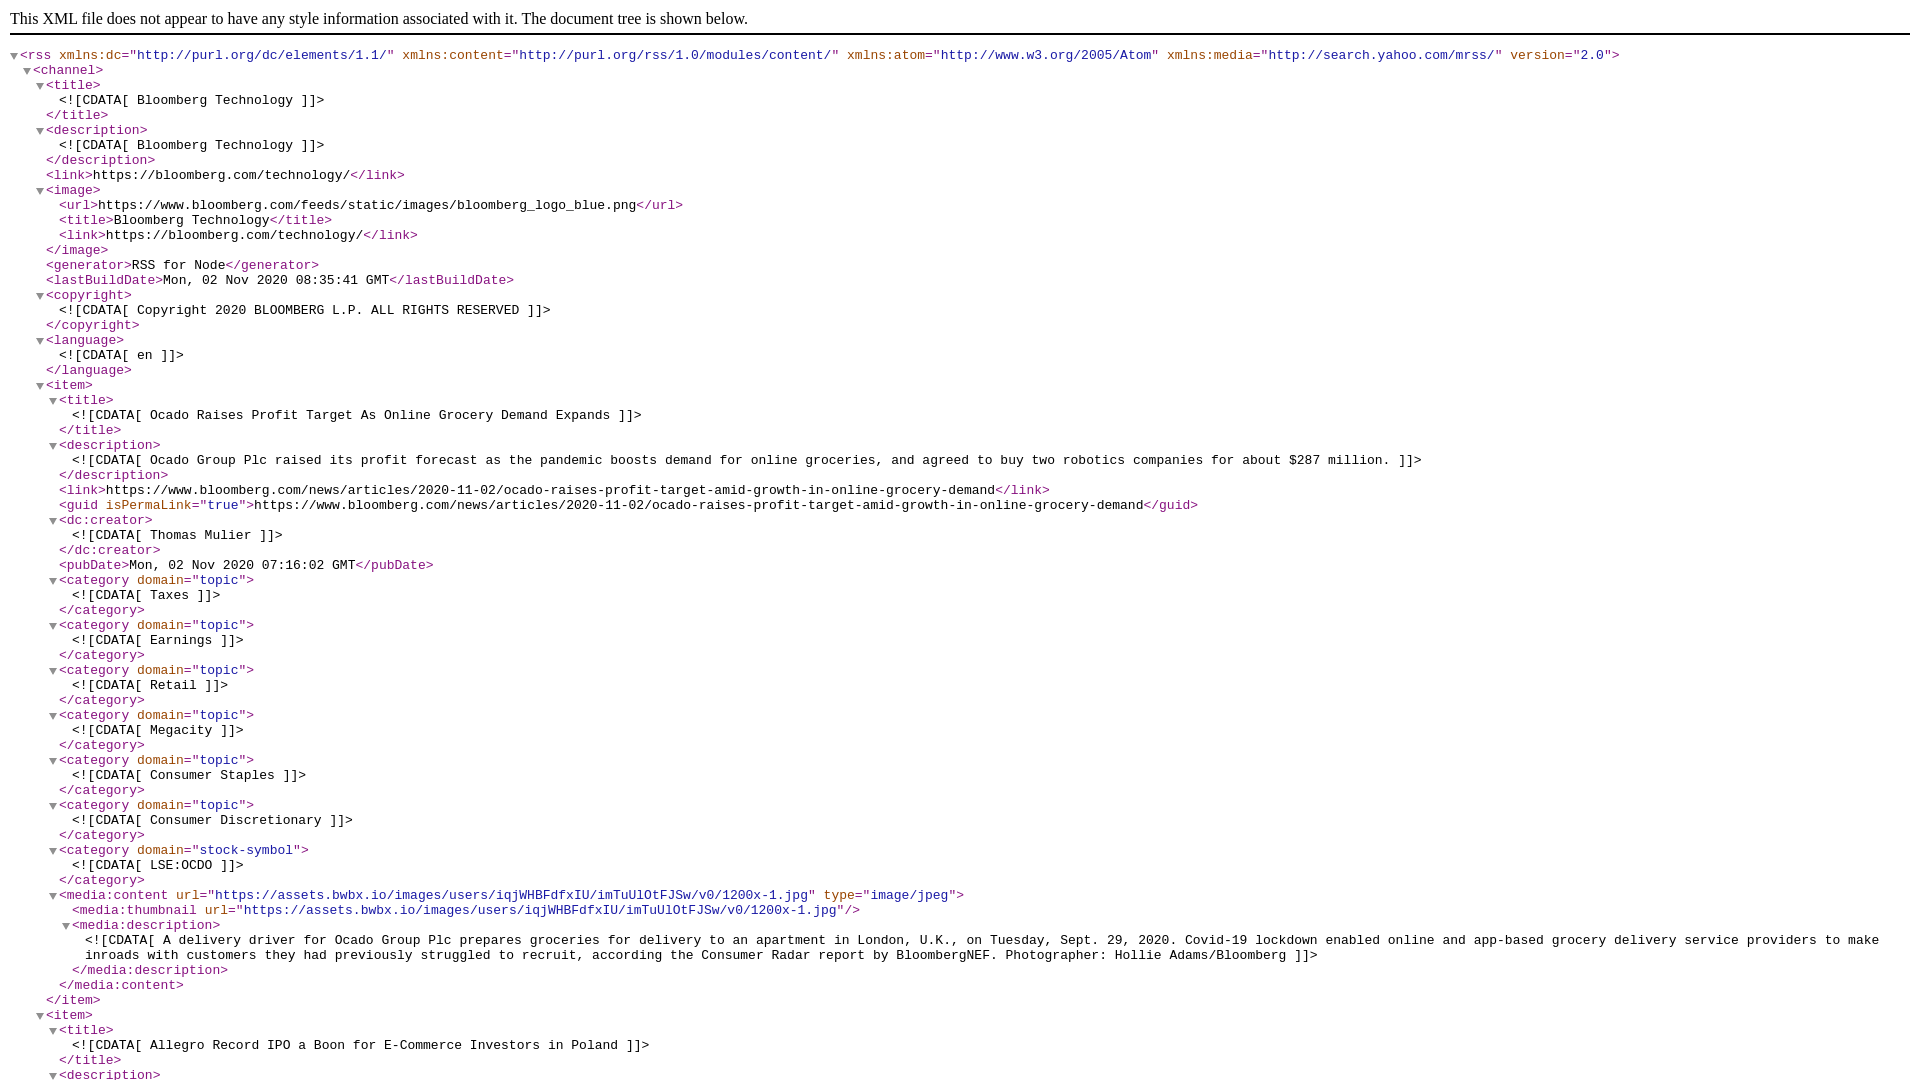 This XML file does not appear to have any style information associated with it. The document tree is shown below.
<rss xmlns:dc="http://purl.org/dc/elements/1.1/" xmlns:content="http://purl.org/rss/1.0/modules/content/" xmlns:atom="http://www.w3.org/2005/Atom" xmlns:media="http://search.yahoo.com/mrss/" version="2.0">
<channel>
<title>
<![CDATA[ Bloomberg Technology ]]>
</title>
<description>
<![CDATA[ Bloomberg Technology ]]>
</description>
<link>https://bloomberg.com/technology/</link>
<image>
<url>https://www.bloomberg.com/feeds/static/images/bloomberg_logo_blue.png</url>
<title>Bloomberg Technology</title>
<link>https://bloomberg.com/technology/</link>
</image>
<generator>RSS for Node</generator>
<lastBuildDate>Mon, 02 Nov 2020 08:35:41 GMT</lastBuildDate>
<copyright>
<![CDATA[ Copyright 2020 BLOOMBERG L.P. ALL RIGHTS RESERVED ]]>
</copyright>
<language>
<![CDATA[ en ]]>
</language>
<item>
<title>
<![CDATA[ Ocado Raises Profit Target As Online Grocery Demand Expands ]]>
</title>
<description>
<![CDATA[ Ocado Group Plc raised its profit forecast as the pandemic boosts demand for online groceries, and agreed to buy two robotics companies for about $287 million. ]]>
</description>
<link>https://www.bloomberg.com/news/articles/2020-11-02/ocado-raises-profit-target-amid-growth-in-online-grocery-demand</link>
<guid isPermaLink="true">https://www.bloomberg.com/news/articles/2020-11-02/ocado-raises-profit-target-amid-growth-in-online-grocery-demand</guid>
<dc:creator>
<![CDATA[ Thomas Mulier ]]>
</dc:creator>
<pubDate>Mon, 02 Nov 2020 07:16:02 GMT</pubDate>
<category domain="topic">
<![CDATA[ Taxes ]]>
</category>
<category domain="topic">
<![CDATA[ Earnings ]]>
</category>
<category domain="topic">
<![CDATA[ Retail ]]>
</category>
<category domain="topic">
<![CDATA[ Megacity ]]>
</category>
<category domain="topic">
<![CDATA[ Consumer Staples ]]>
</category>
<category domain="topic">
<![CDATA[ Consumer Discretionary ]]>
</category>
<category domain="stock-symbol">
<![CDATA[ LSE:OCDO ]]>
</category>
<media:content url="https://assets.bwbx.io/images/users/iqjWHBFdfxIU/imTuUlOtFJSw/v0/1200x-1.jpg" type="image/jpeg">
<media:thumbnail url="https://assets.bwbx.io/images/users/iqjWHBFdfxIU/imTuUlOtFJSw/v0/1200x-1.jpg"/>
<media:description>
<![CDATA[ A delivery driver for Ocado Group Plc prepares groceries for delivery to an apartment in London, U.K., on Tuesday, Sept. 29, 2020. Covid-19 lockdown enabled online and app-based grocery delivery service providers to make
inroads with customers they had previously struggled to recruit, according the Consumer Radar report by BloombergNEF. Photographer: Hollie Adams/Bloomberg ]]>
</media:description>
</media:content>
</item>
<item>
<title>
<![CDATA[ Allegro Record IPO a Boon for E-Commerce Investors in Poland ]]>
</title>
<description>